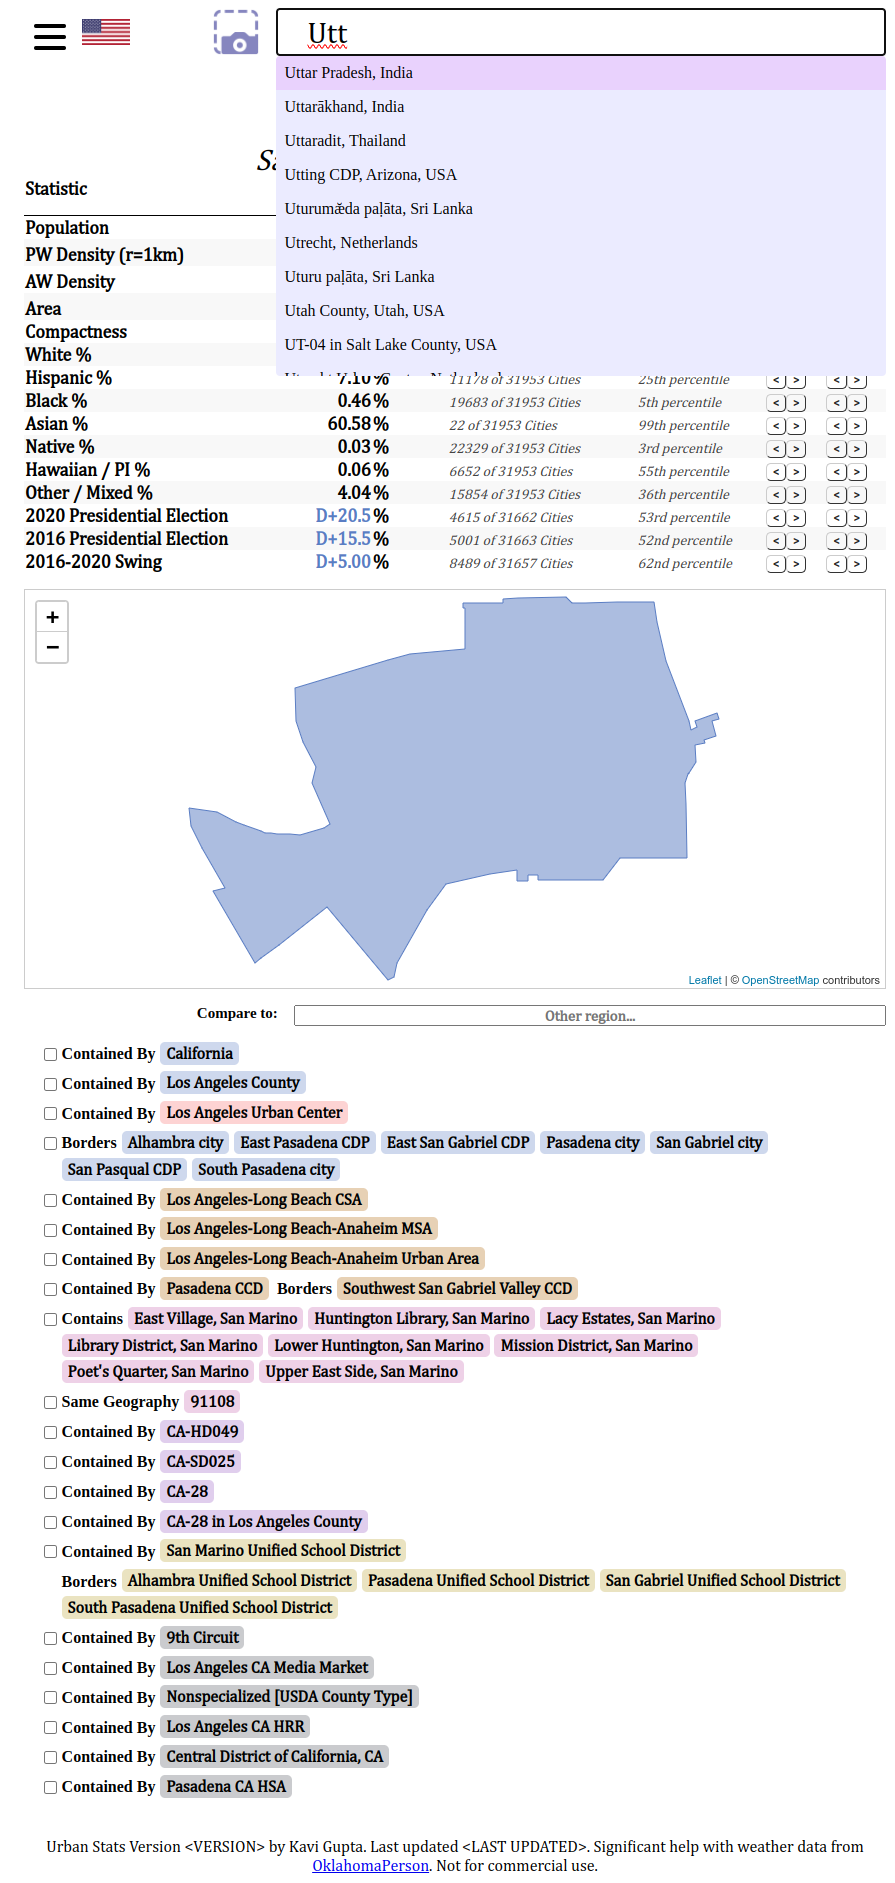 Utt
Uttar Pradesh, India
Uttarākhand, India
Uttaradit, Thailand
Utting CDP, Arizona, USA
Uturumæ̆da paḷāta, Sri Lanka
Utrecht, Netherlands
Uturu paḷāta, Sri Lanka
Utah County, Utah, USA
UT-04 in Salt Lake County, USA
Statistic
Population
PW Density (r=1km)
AW Density
Area
Compactness
White %
Hispanic % 7.10% 11178 of 31953 Cities 25th percentile < > < >
Black % 0.46% 19683 of 31953 Cities 5th percentile < > < >
Asian % 60.58% 22 of 31953 Cities 99th percentile < > < >
Native % 0.03% 22329 of 31953 Cities 3rd percentile < > < >
Hawaiian / PI % 0.06% 6652 of 31953 Cities 55th percentile < > < >
Other / Mixed % 4.04% 15854 of 31953 Cities 36th percentile < > < >
2020 Presidential Election D+20.5% 4615 of 31662 Cities 53rd percentile < > < >
2016 Presidential Election D+15.5% 5001 of 31663 Cities 52nd percentile < > < >
2016-2020 Swing D+5.00% 8489 of 31657 Cities 62nd percentile < > < >
+
−
Leaflet | © OpenStreetMap contributors
Compare to: Other region...
Contained By California
Contained By Los Angeles County
Contained By Los Angeles Urban Center
Borders Alhambra city East Pasadena CDP East San Gabriel CDP Pasadena city San Gabriel city
San Pasqual CDP South Pasadena city
Contained By Los Angeles-Long Beach CSA
Contained By Los Angeles-Long Beach-Anaheim MSA
Contained By Los Angeles-Long Beach-Anaheim Urban Area
Contained By Pasadena CCD Borders Southwest San Gabriel Valley CCD
Contains East Village, San Marino Huntington Library, San Marino Lacy Estates, San Marino
Library District, San Marino Lower Huntington, San Marino Mission District, San Marino
Poet's Quarter, San Marino Upper East Side, San Marino
Same Geography 91108
Contained By CA-HD049
Contained By CA-SD025
Contained By CA-28
Contained By CA-28 in Los Angeles County
Contained By San Marino Unified School District
Borders Alhambra Unified School District Pasadena Unified School District San Gabriel Unified School District
South Pasadena Unified School District
Contained By 9th Circuit
Contained By Los Angeles CA Media Market
Contained By Nonspecialized [USDA County Type]
Contained By Los Angeles CA HRR
Contained By Central District of California, CA
Contained By Pasadena CA HSA
Urban Stats Version <VERSION> by Kavi Gupta. Last updated <LAST UPDATED>. Significant help with weather data from
OklahomaPerson. Not for commercial use.